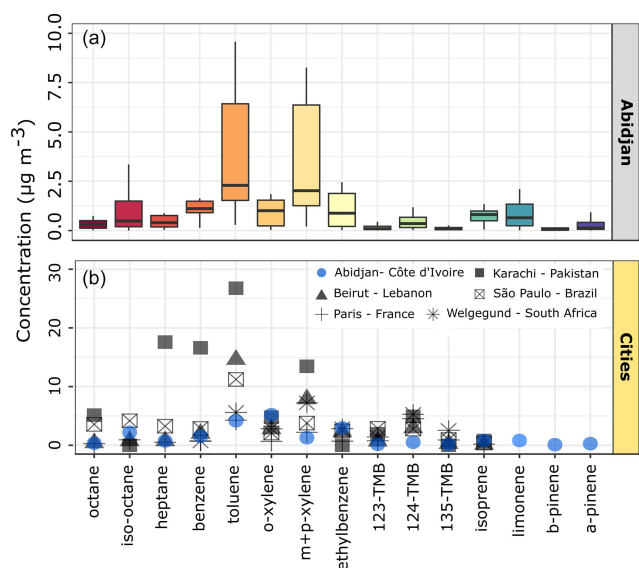 (a)
10.0
7.5
5.0
2.5
0.0
Abidjan
Concentration (µg m⁻³)
(b)
30
20
10
0
Abidjan- Côte d'Ivoire
Karachi - Pakistan
Beirut - Lebanon
São Paulo - Brazil
Paris - France
Welgegund - South Africa
Cities
octane
iso-octane
heptane
benzene
toluene
o-xylene
m+p-xylene
ethylbenzene
123-TMB
124-TMB
135-TMB
isoprene
limonene
b-pinene
a-pinene